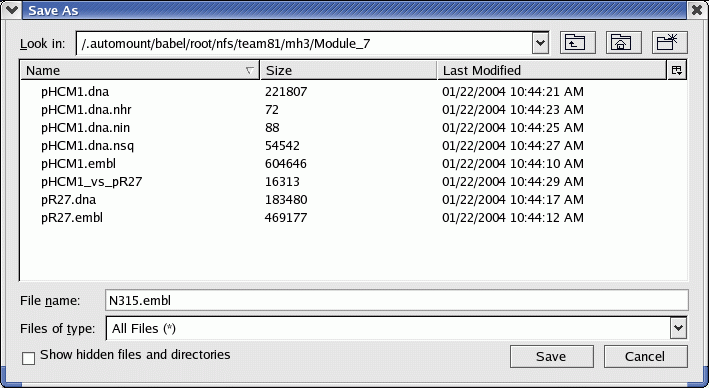 Save As
Look in: /.automount/babel/root/nfs/team81/mh3/Module_7
Name Size Last Modified
pHCM1.dna 221807 01/22/2004 10:44:21 AM
pHCM1.dna.nhr 72 01/22/2004 10:44:23 AM
pHCM1.dna.nin 88 01/22/2004 10:44:25 AM
pHCM1.dna.nsq 54542 01/22/2004 10:44:27 AM
pHCM1.embl 604646 01/22/2004 10:44:10 AM
pHCM1_vs_pR27 16313 01/22/2004 10:44:29 AM
pR27.dna 183480 01/22/2004 10:44:17 AM
pR27.embl 469177 01/22/2004 10:44:12 AM
File name: N315.embl
Files of type: All Files (*)
Show hidden files and directories Save Cancel